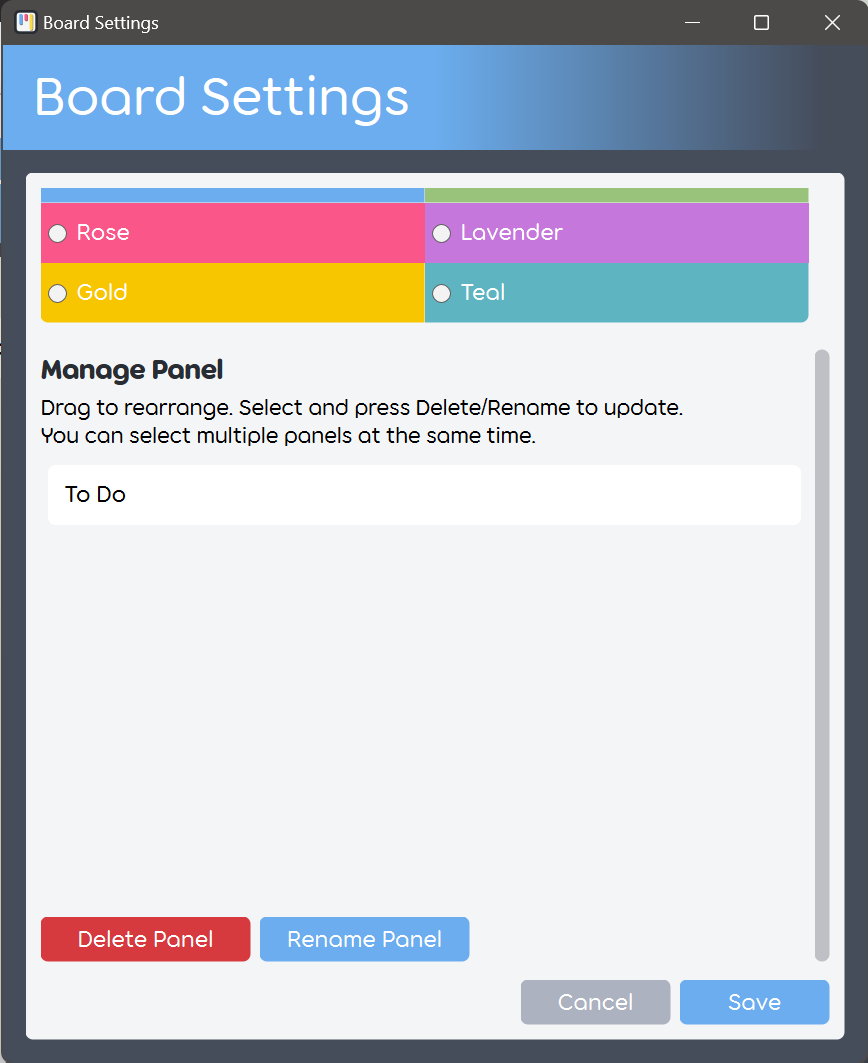 Board Settings
Board Settings
Rose
Lavender
Gold
Teal
Manage Panel
Drag to rearrange. Select and press Delete/Rename to update.
You can select multiple panels at the same time.
To Do
Delete Panel
Rename Panel
Cancel
Save